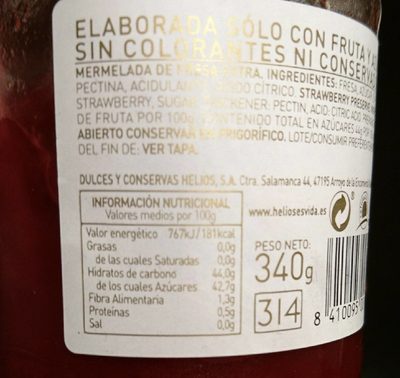 ELABORADA SÓLO CON FRUTA Y
SIN COLORANTES NI CONSERVA
MERMELADA DE FRESA EXTRA. INGREDIENTES: FRESA, AZÚCAR
PECTINA, ACIDULANTE: ÁCIDO CÍTRICO. STRAWBERRY PRESERVE
STRAWBERRY, SUGAR, THICKENER: PECTIN, ACID: CITRIC ACID
DE FRUTA POR 100g. CONTENIDO TOTAL EN AZÚCARES 44g POR
ABIERTO CONSERVAR EN FRIGORÍFICO. LOTE/CONSUMIR PREFERENTEMENTE
DEL FIN DE: VER TAPA.
DULCES Y CONSERVAS HELIOS, S.A. Ctra. Salamanca 44, 47195 Arroyo de la Encomienda
INFORMACIÓN NUTRICIONAL
Valores medios por 100g
www.heliosesvida.es
Valor energético 767kJ/181kcal
Grasas 0,0g
de las cuales Saturadas 0,0g
Hidratos de carbono 44,0g
de los cuales Azúcares 42,7g
Fibra Alimentaria 1,3g
Proteínas 0,5g
Sal 0,0g
PESO NETO:
340g
314
8 410095